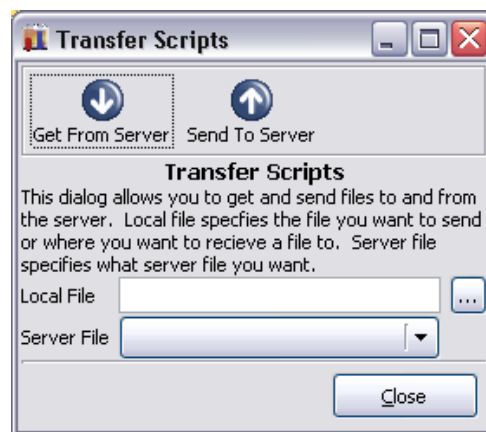 Transfer Scripts
Get From Server
Send To Server
Transfer Scripts
This dialog allows you to get and send files to and from
the server. Local file specfies the file you want to send
or where you want to recieve a file to. Server file
specifies what server file you want.
Local File
...
Server File
Close